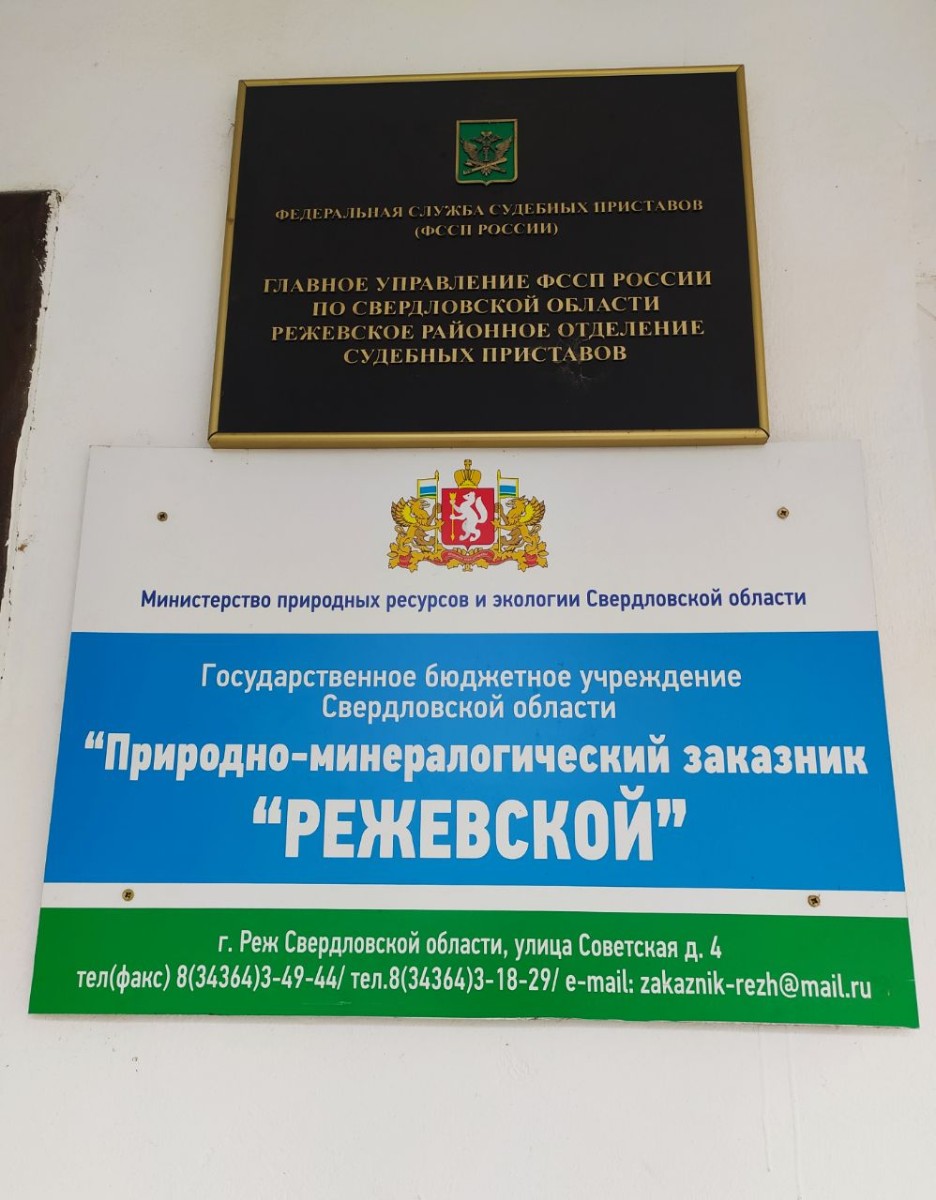 ФЕДЕРАЛЬНАЯ СЛУЖБА СУДЕБНЫХ ПРИСТАВОВ
(ФССП РОССИИ)
ГЛАВНОЕ УПРАВЛЕНИЕ ФССП РОССИИ
ПО СВЕРДЛОВСКОЙ ОБЛАСТИ
РЕЖЕВСКОЕ РАЙОННОЕ ОТДЕЛЕНИЕ
СУДЕБНЫХ ПРИСТАВОВ
Министерство природных ресурсов и экологии Свердловской области
Государственное бюджетное учреждение
Свердловской области
“Природно-минералогический заказник
“РЕЖЕВСКОЙ”
г. Реж Свердловской области, улица Советская д. 4
тел(факс) 8(34364)3-49-44/ тел.8(34364)3-18-29/ e-mail: zakaznik-rezh@mail.ru